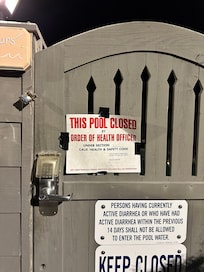 THIS POOL CLOSED
BY
ORDER OF HEALTH OFFICER
UNDER SECTION
CALIF. HEALTH & SAFETY CODE
PERSONS HAVING CURRENTLY
ACTIVE DIARRHEA OR WHO HAVE HAD
ACTIVE DIARRHEA WITHIN THE PREVIOUS
14 DAYS SHALL NOT BE ALLOWED
TO ENTER THE POOL WATER.
KEEP CLOSED